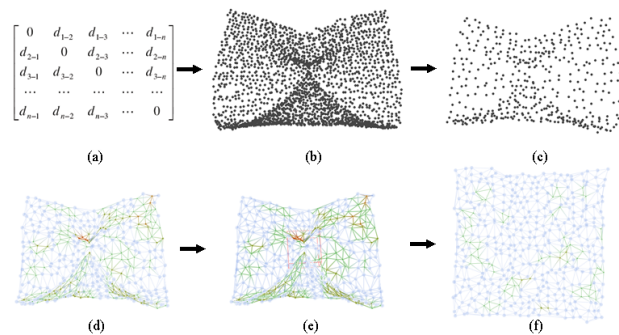 0 d1-2 d1-3 ⋯ d1-n
d2-1 0 d2-3 ⋯ d2-n
d3-1 d3-2 0 ⋯ d3-n
⋯ ⋯ ⋯ ⋯ ⋯
dn-1 dn-2 dn-3 ⋯ 0
(a) (b) (c)
(d) (e) (f)